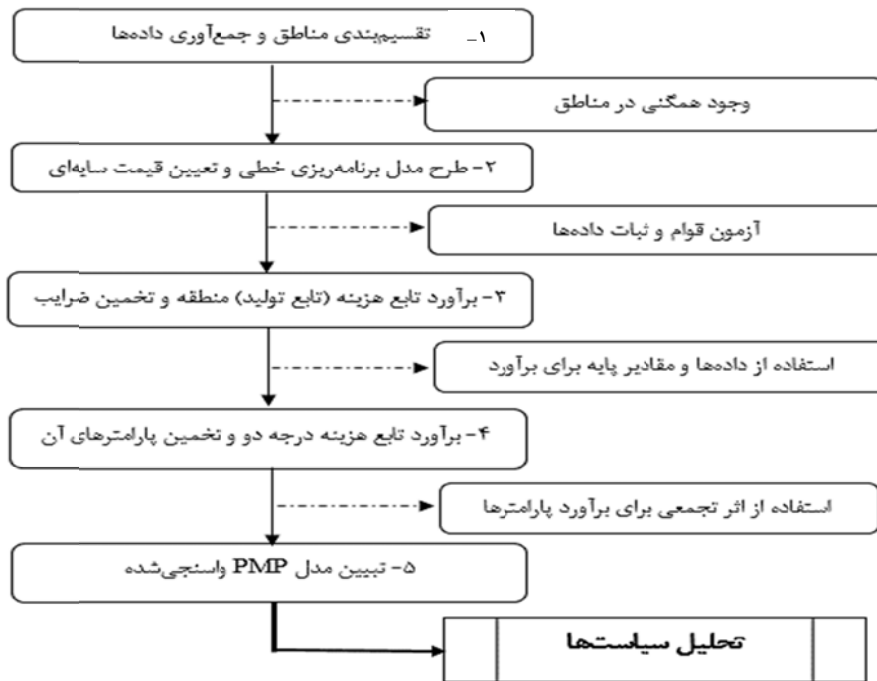 ۱- تقسیم‌بندی مناطق و جمع‌آوری داده‌ها
وجود همگنی در مناطق
۲- طرح مدل برنامه‌ریزی خطی و تعیین قیمت سایه‌ای
آزمون قوام و ثبات داده‌ها
۳- برآورد تابع هزینه (تابع تولید) منطقه و تخمین ضرایب
استفاده از داده‌ها و مقادیر پایه برای برآورد
۴- برآورد تابع هزینه درجه دو و تخمین پارامترهای آن
استفاده از اثر تجمعی برای برآورد پارامترها
۵- تبیین مدل PMP واسنجی‌شده
تحلیل سیاست‌ها